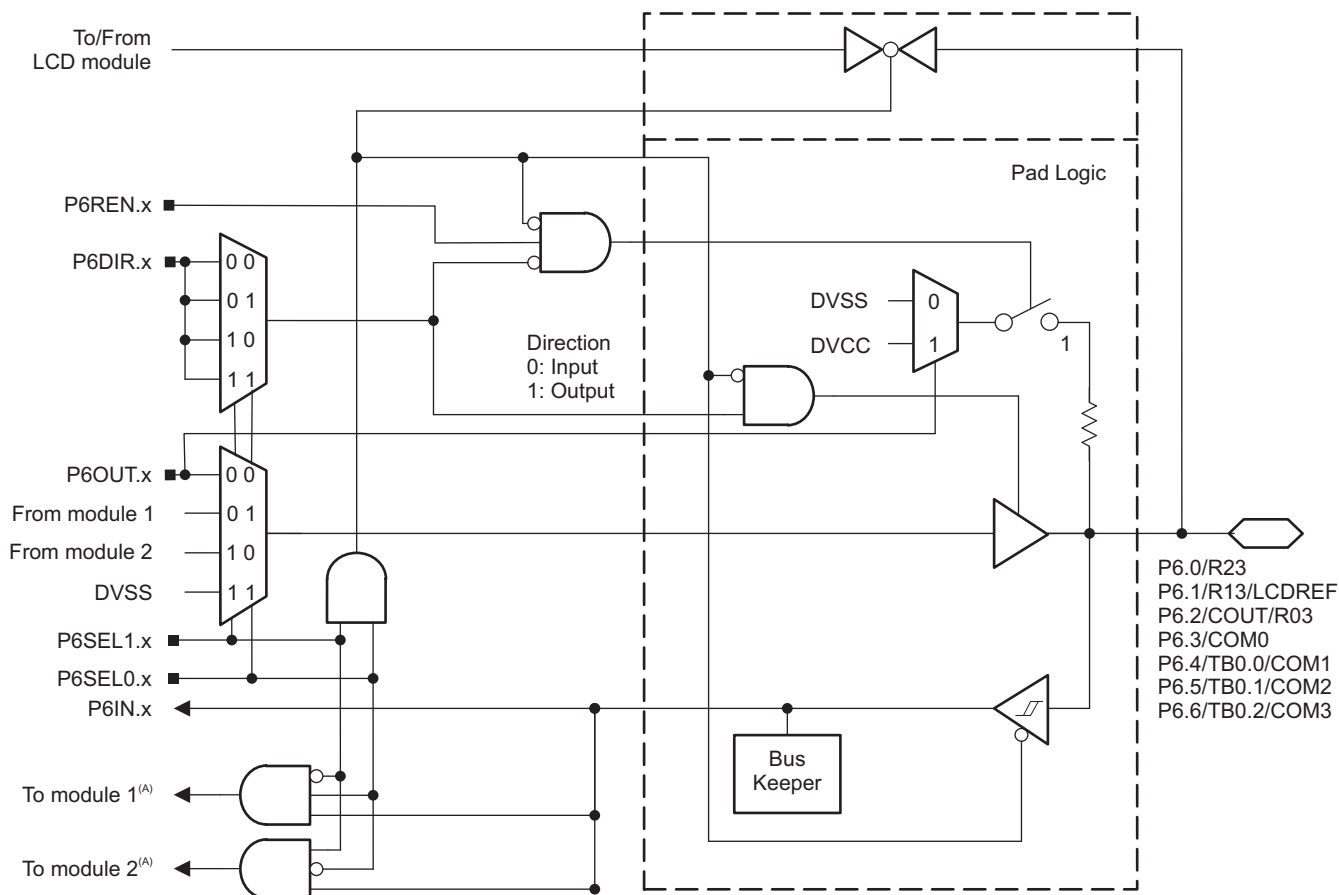 To/From
LCD module
Pad Logic
P6REN.x
P6DIR.x
0 0
0 1
1 0
1 1
Direction
0: Input
1: Output
DVSS
DVCC
0
1
1
P6OUT.x
From module 1
From module 2
DVSS
0 0
0 1
1 0
1 1
P6SEL1.x
P6SEL0.x
P6IN.x
Bus
Keeper
To module 1(A)
To module 2(A)
P6.0/R23
P6.1/R13/LCDREF
P6.2/COUT/R03
P6.3/COM0
P6.4/TB0.0/COM1
P6.5/TB0.1/COM2
P6.6/TB0.2/COM3